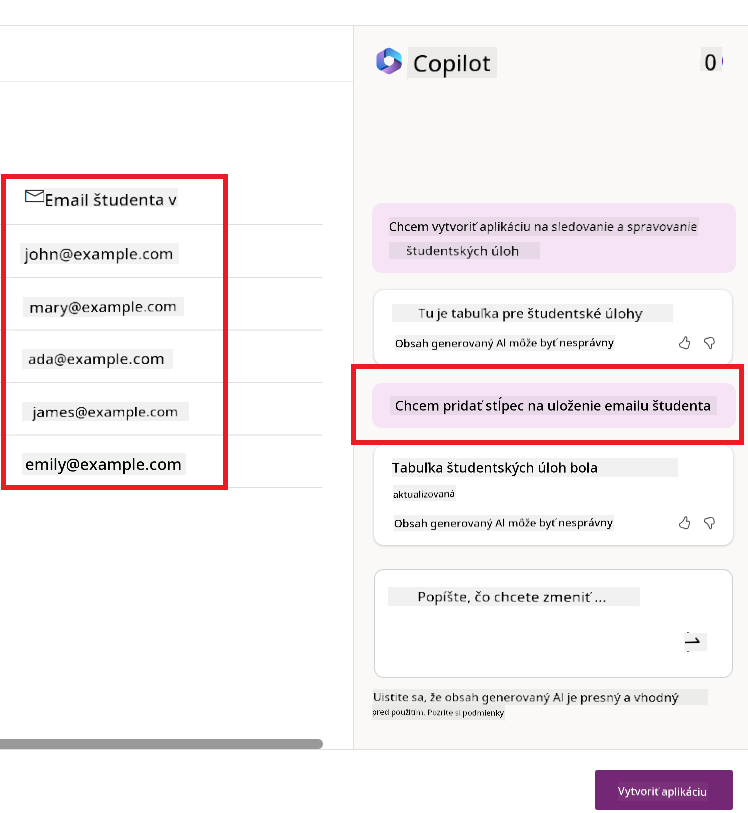 Email študenta v
john@example.com
mary@example.com
ada@example.com
james@example.com
emily@example.com
Copilot
0
Chcem vytvoriť aplikáciu na sledovanie a spravovanie
študentských úloh
Tu je tabuľka pre študentské úlohy
Obsah generovaný AI môže byť nesprávny
Chcem pridať stĺpec na uloženie emailu študenta
Tabuľka študentských úloh bola
aktualizovaná
Obsah generovaný AI môže byť nesprávny
Popíšte, čo chcete zmeniť ...
Uistite sa, že obsah generovaný AI je presný a vhodný
pred použitím. Pozrite si podmienky
Vytvoriť aplikáciu